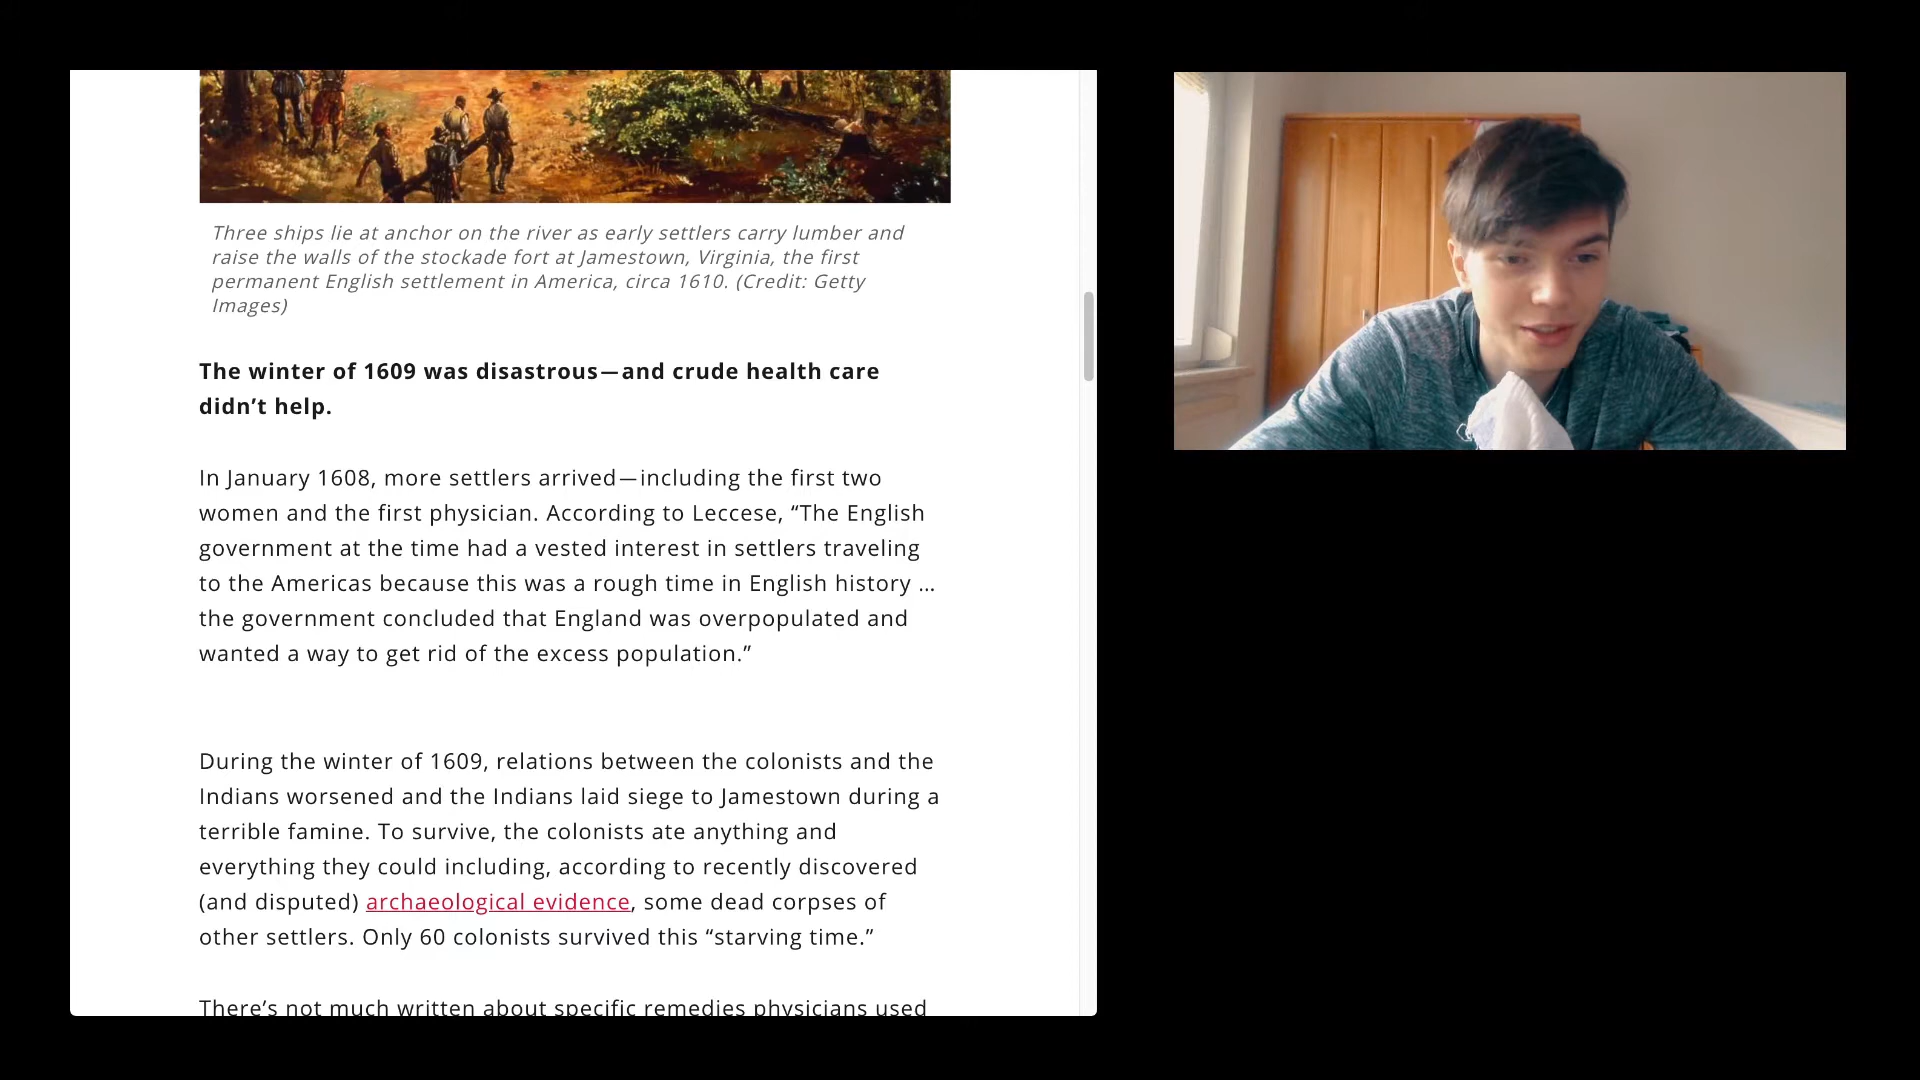 Three ships lie at anchor on the river as early settlers carry lumber and
raise the walls of the stockade fort at Jamestown, Virginia, the first
permanent English settlement in America, circa 1610. (Credit: Getty
Images)
The winter of 1609 was disastrous—and crude health care
didn’t help.
In January 1608, more settlers arrived—including the first two
women and the first physician. According to Leccese, “The English
government at the time had a vested interest in settlers traveling
to the Americas because this was a rough time in English history …
the government concluded that England was overpopulated and
wanted a way to get rid of the excess population.”
During the winter of 1609, relations between the colonists and the
Indians worsened and the Indians laid siege to Jamestown during a
terrible famine. To survive, the colonists ate anything and
everything they could including, according to recently discovered
(and disputed) archaeological evidence, some dead corpses of
other settlers. Only 60 colonists survived this “starving time.”
There’s not much written about specific remedies physicians used